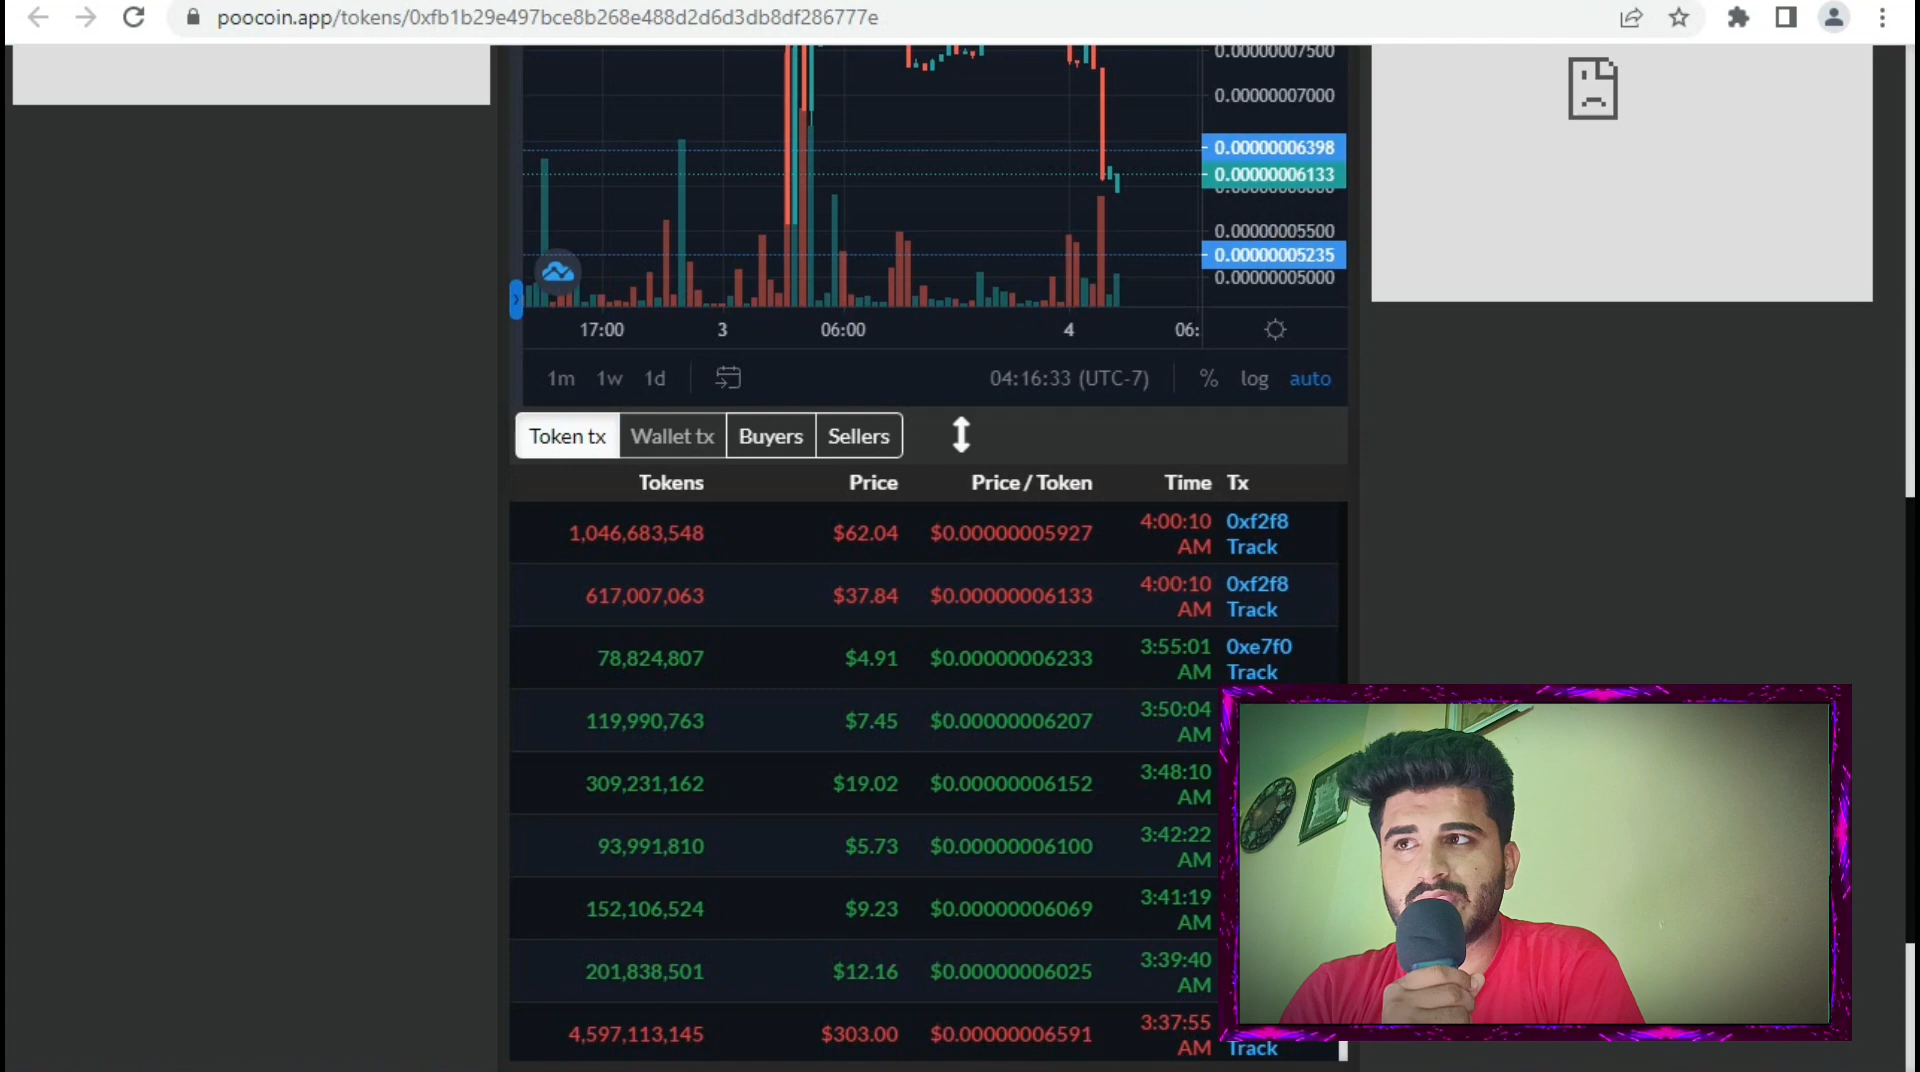 poocoin.app/tokens/0xfb1b29e497bce8b268e488d2d6d3db8df286777e
0.00000007500
0.00000007000
0.00000006398
0.00000006133
0.00000005500
0.00000005235
0.00000005000
17:00 3 06:00 4 06:
1m 1w 1d 04:16:33 (UTC-7) % log auto
Token tx Wallet tx Buyers Sellers
Tokens Price Price / Token Time Tx
1,046,683,548 $62.04 $0.00000005927 4:00:10 AM 0xf2f8 Track
617,007,063 $37.84 $0.00000006133 4:00:10 AM 0xf2f8 Track
78,824,807 $4.91 $0.00000006233 3:55:01 AM 0xe7f0 Track
119,990,763 $7.45 $0.00000006207 3:50:04 AM
309,231,162 $19.02 $0.00000006152 3:48:10 AM
93,991,810 $5.73 $0.00000006100 3:42:22 AM
152,106,524 $9.23 $0.00000006069 3:41:19 AM
201,838,501 $12.16 $0.00000006025 3:39:40 AM
4,597,113,145 $303.00 $0.00000006591 3:37:55 AM Track